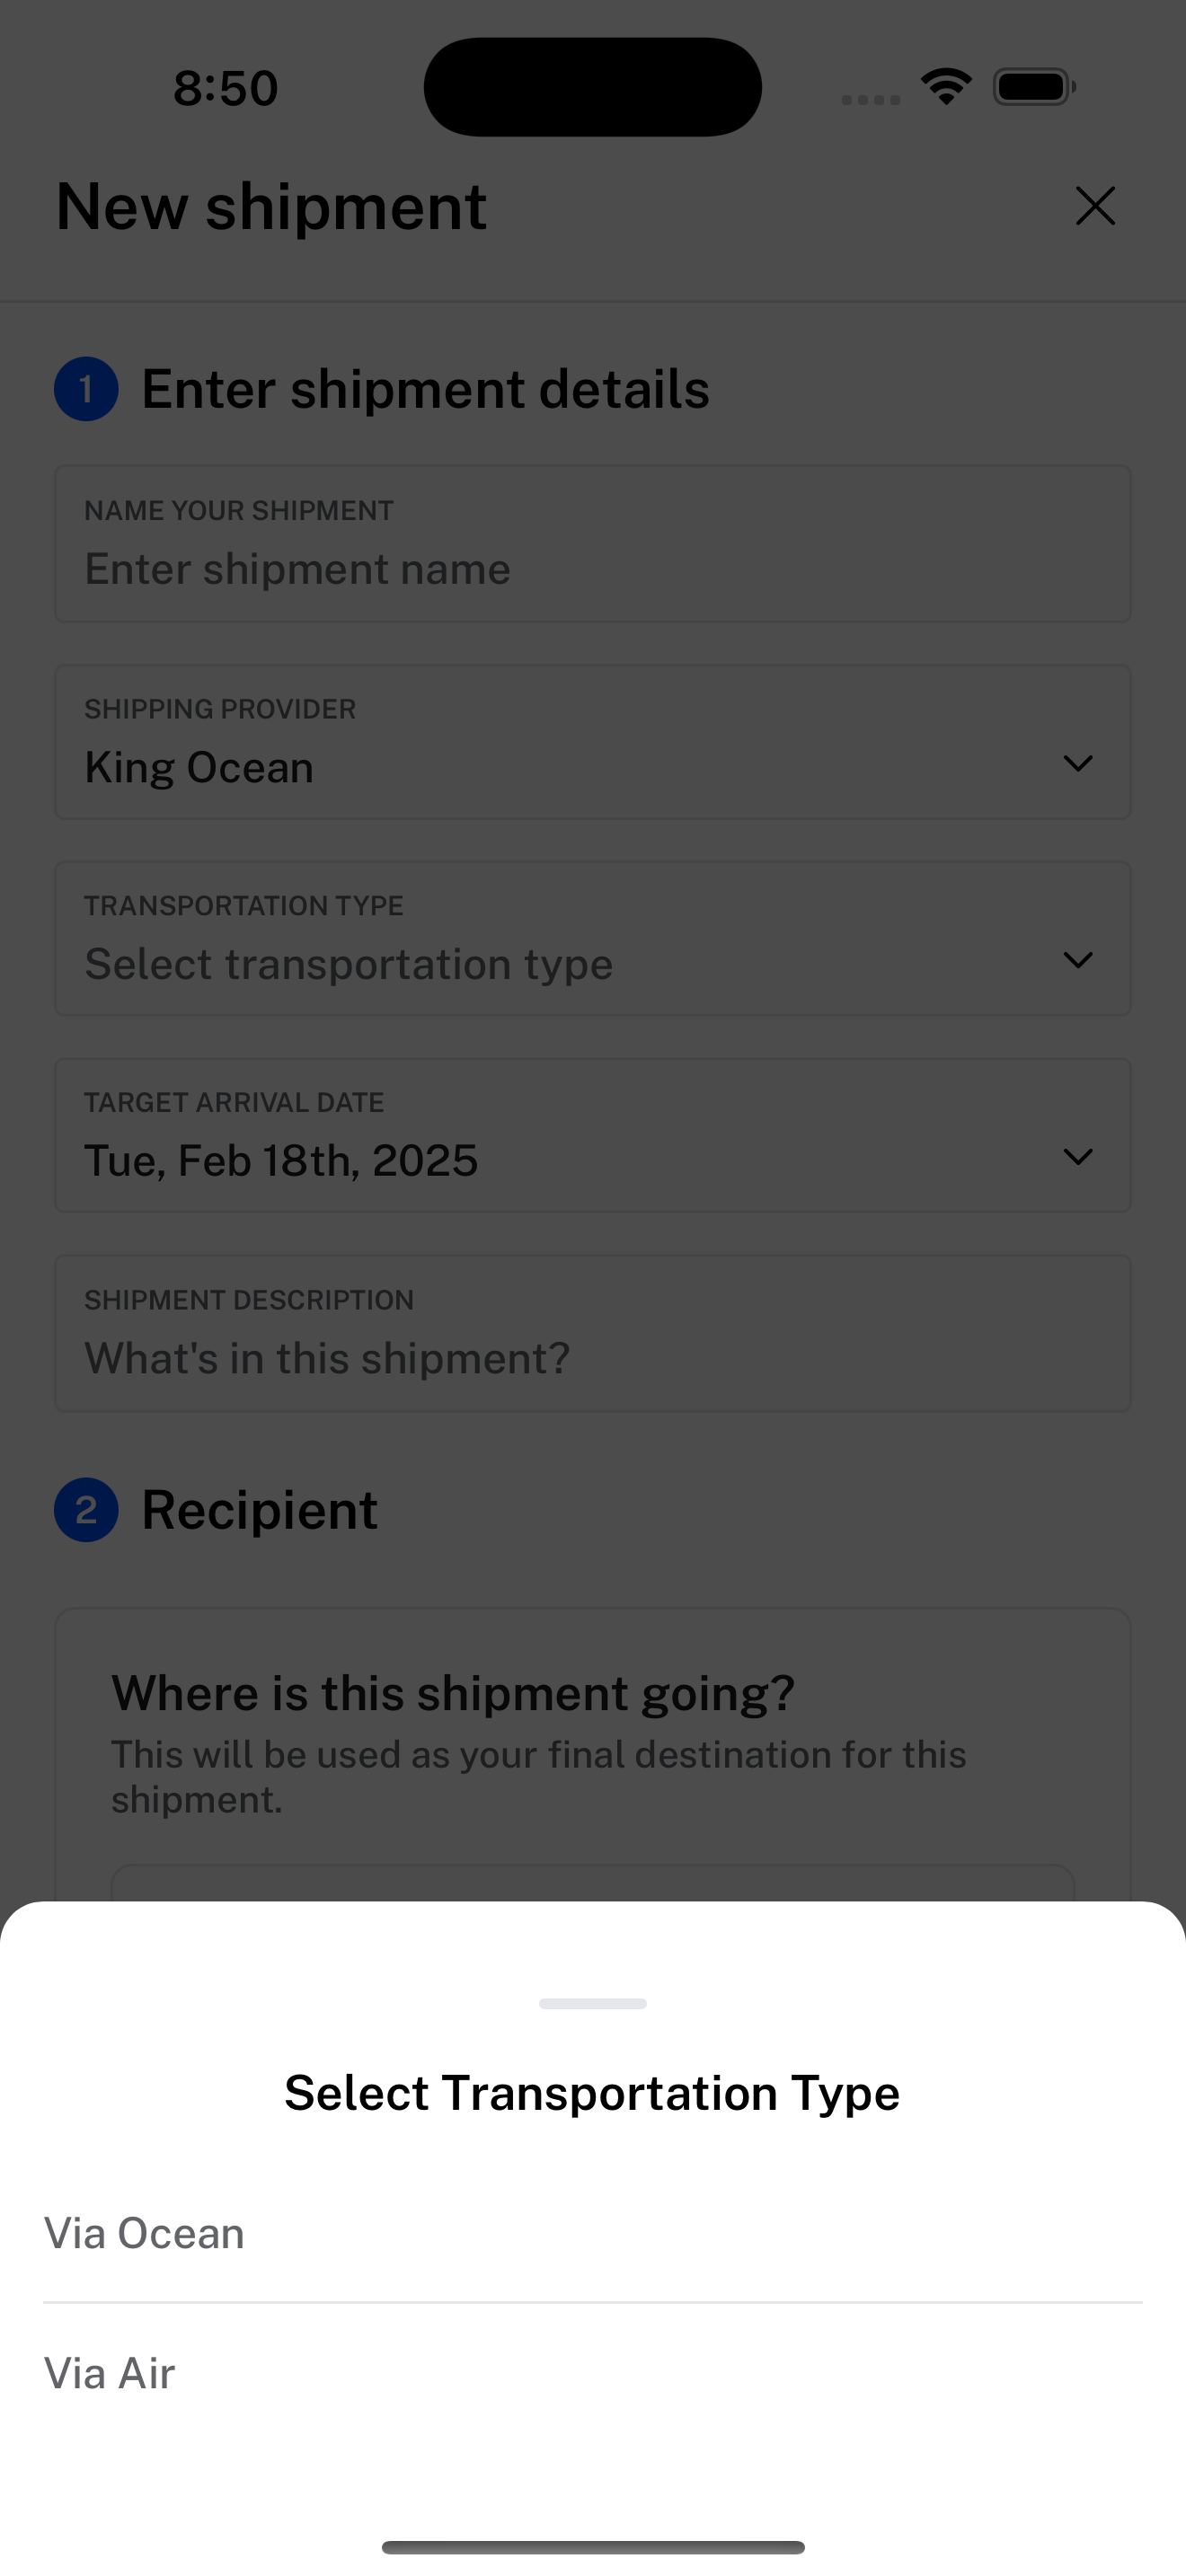 8:50
New shipment
1 Enter shipment details
NAME YOUR SHIPMENT
Enter shipment name
SHIPPING PROVIDER
King Ocean
TRANSPORTATION TYPE
Select transportation type
TARGET ARRIVAL DATE
Tue, Feb 18th, 2025
SHIPMENT DESCRIPTION
What's in this shipment?
2 Recipient
Where is this shipment going?
This will be used as your final destination for this
shipment.
Select Transportation Type
Via Ocean
Via Air